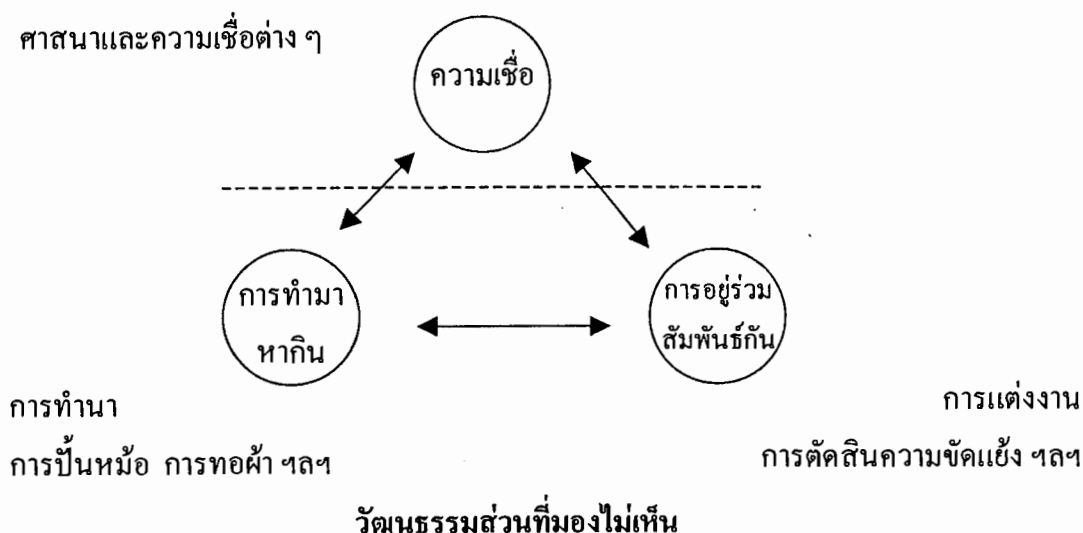 ศาสนาและความเชื่อต่าง ๆ
ความเชื่อ
การทำมา
หากิน
การอยู่ร่วม
สัมพันธ์กัน
การทำนา
การแต่งงาน
การปั้นหม้อ การทอผ้า ฯลฯ
การตัดสินความขัดแย้ง ฯลฯ
วัฒนธรรมส่วนที่มองไม่เห็น